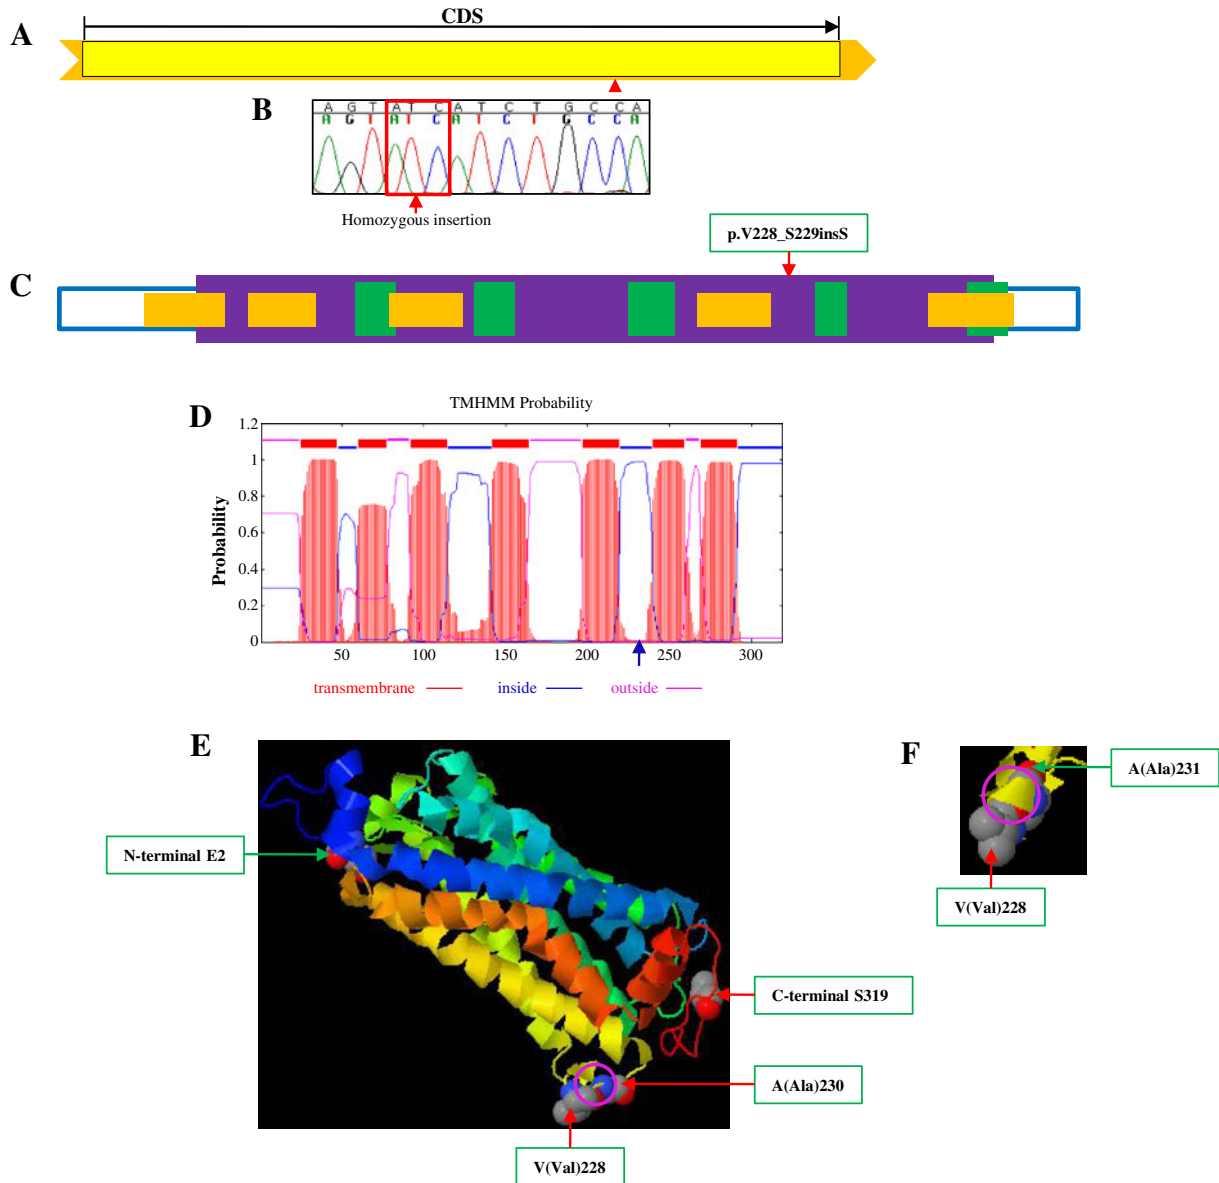 CDS
A
B
A G T A T C A T C T G C C A
A G T A T C A T C T G C C A
Homozygous insertion
p.V228_S229insS
C
D
TMHMM Probability
1.2
1
0.8
0.6
0.4
0.2
0
Probability
50 100 150 200 250 300
transmembrane inside outside
E
F
A(Ala)231
N-terminal E2
V(Val)228
C-terminal S319
A(Ala)230
V(Val)228